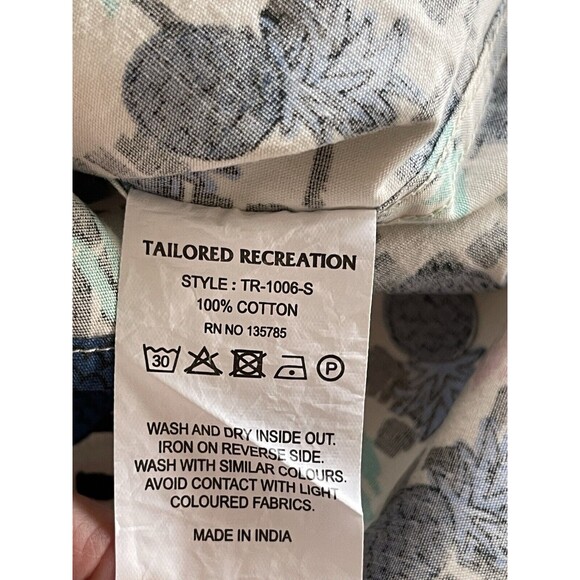 TAILORED RECREATION
STYLE : TR-1006-S
100% COTTON
RN NO 135785
30 P
WASH AND DRY INSIDE OUT.
IRON ON REVERSE SIDE.
WASH WITH SIMILAR COLOURS.
AVOID CONTACT WITH LIGHT
COLOURED FABRICS.
MADE IN INDIA